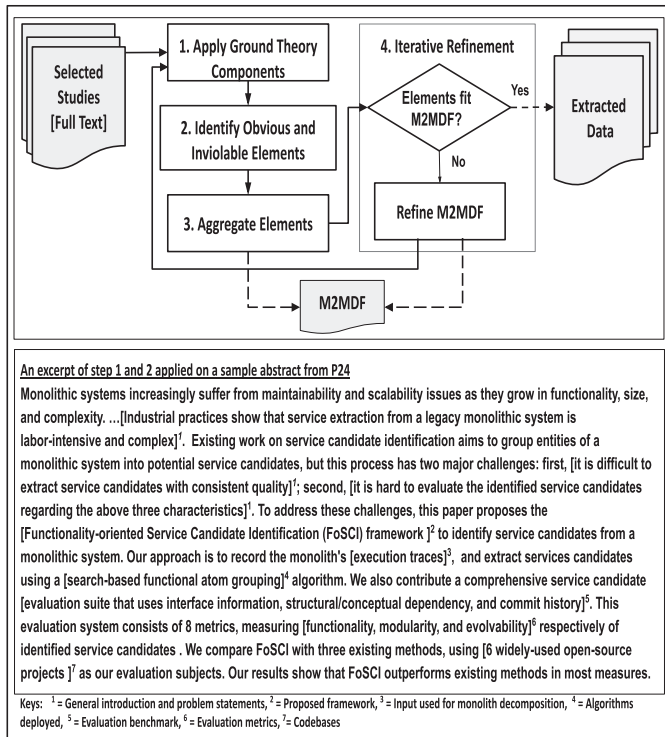 Selected
Studies
[Full Text]
1. Apply Ground Theory
Components
2. Identify Obvious and
Inviolable Elements
3. Aggregate Elements
4. Iterative Refinement
Elements fit
M2MDF?
Yes
No
Refine M2MDF
Extracted
Data
M2MDF
An excerpt of step 1 and 2 applied on a sample abstract from P24
Monolithic systems increasingly suffer from maintainability and scalability issues as they grow in functionality, size,
and complexity. ...[Industrial practices show that service extraction from a legacy monolithic system is
labor-intensive and complex]¹. Existing work on service candidate identification aims to group entities of a
monolithic system into potential service candidates, but this process has two major challenges: first, [it is difficult to
extract service candidates with consistent quality]¹; second, [it is hard to evaluate the identified service candidates
regarding the above three characteristics]¹. To address these challenges, this paper proposes the
[Functionality-oriented Service Candidate Identification (FoSCI) framework ]² to identify service candidates from a
monolithic system. Our approach is to record the monolith's [execution traces]³, and extract services candidates
using a [search-based functional atom grouping]⁴ algorithm. We also contribute a comprehensive service candidate
[evaluation suite that uses interface information, structural/conceptual dependency, and commit history]⁵. This
evaluation system consists of 8 metrics, measuring [functionality, modularity, and evolvability]⁶ respectively of
identified service candidates . We compare FoSCI with three existing methods, using [6 widely-used open-source
projects ]⁷ as our evaluation subjects. Our results show that FoSCI outperforms existing methods in most measures.
Keys: ¹ = General introduction and problem statements, ² = Proposed framework, ³ = Input used for monolith decomposition, ⁴ = Algorithms
deployed, ⁵ = Evaluation benchmark, ⁶ = Evaluation metrics, ⁷= Codebases